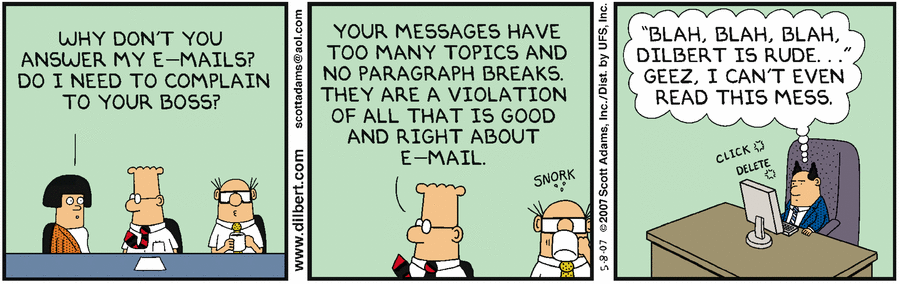 WHY DON'T YOU
ANSWER MY E-MAILS?
DO I NEED TO COMPLAIN
TO YOUR BOSS?
www.dilbert.com scottadams@aol.com
YOUR MESSAGES HAVE
TOO MANY TOPICS AND
NO PARAGRAPH BREAKS.
THEY ARE A VIOLATION
OF ALL THAT IS GOOD
AND RIGHT ABOUT
E-MAIL.
SNORK
5-8-07 ©2007 Scott Adams, Inc./Dist. by UFS, Inc.
"BLAH, BLAH, BLAH,
DILBERT IS RUDE..."
GEEZ, I CAN'T EVEN
READ THIS MESS.
CLICK
DELETE